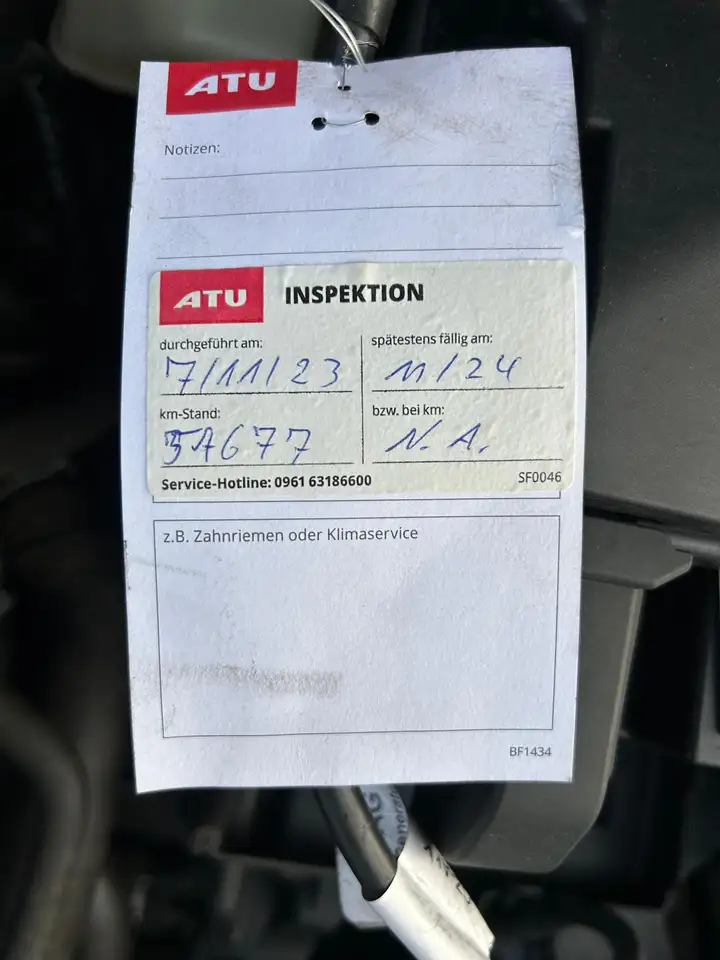 ATU
Notizen:
ATU INSPEKTION
durchgeführt am: spätestens fällig am:
7/11/23 11/24
km-Stand: bzw. bei km:
51677 N.A.
Service-Hotline: 0961 63186600 SF0046
z.B. Zahnriemen oder Klimaservice
BF1434